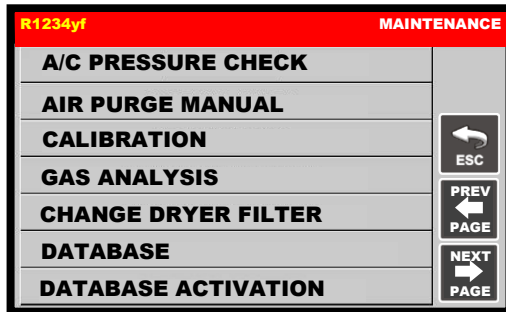 R1234yf MAINTENANCE
A/C PRESSURE CHECK
AIR PURGE MANUAL
CALIBRATION
ESC
GAS ANALYSIS
PREV
CHANGE DRYER FILTER
PAGE
DATABASE
NEXT
DATABASE ACTIVATION
PAGE